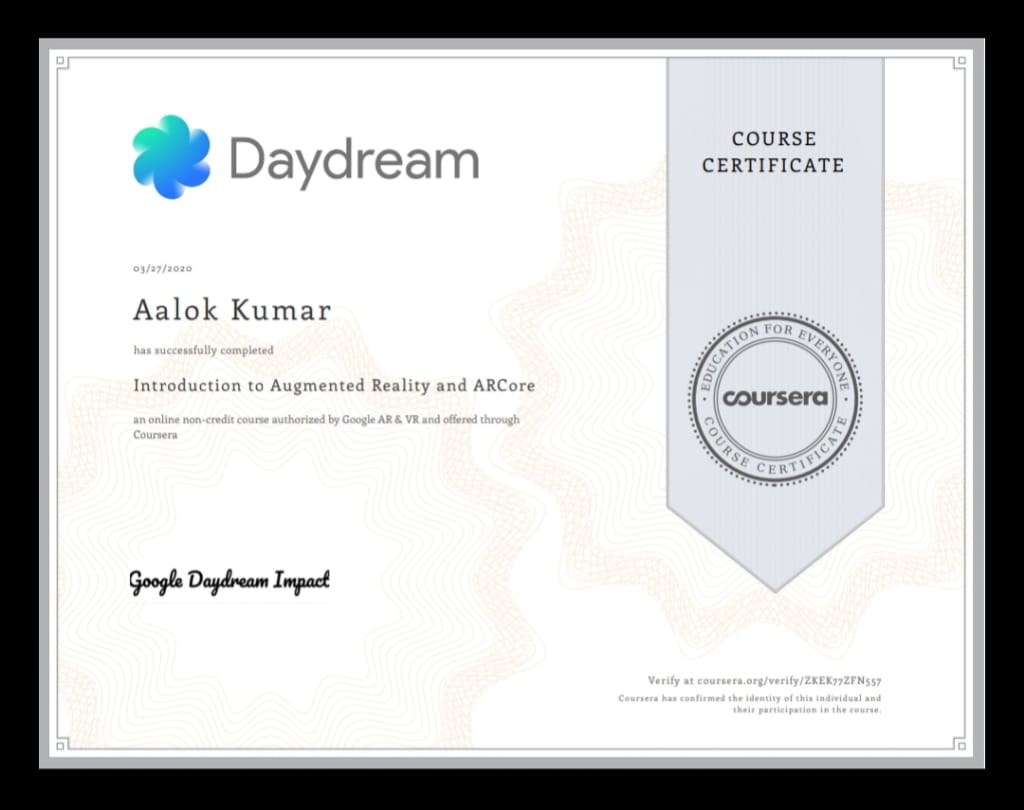 Daydream
COURSE
CERTIFICATE
03/27/2020
Aalok Kumar
has successfully completed
Introduction to Augmented Reality and ARCore
an online non-credit course authorized by Google AR & VR and offered through
Coursera
EDUCATION FOR EVERYONE
coursera
COURSE CERTIFICATE
Google Daydream Impact
Verify at coursera.org/verify/ZKEK77ZFN557
Coursera has confirmed the identity of this individual and
their participation in the course.